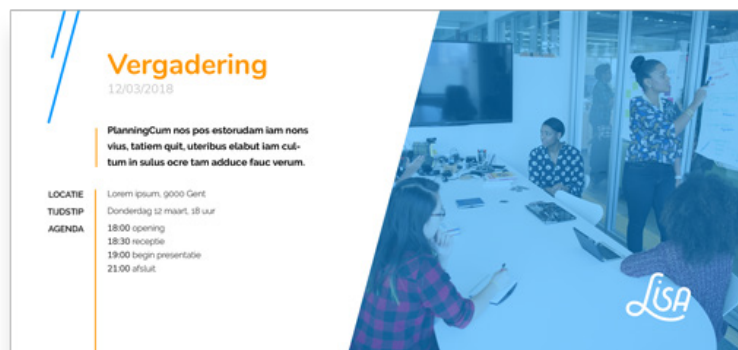 Vergadering
12/03/2018
PlanningCum nos pos estorudam iam nons
vius, tatiem quit, uteribus elabut iam cul-
tum in sulus ocre tam adduce fauc verum.
LOCATIE Lorem ipsum, 9000 Gent
TIJDSTIP Donderdag 12 maart, 18 uur
AGENDA 18:00 opening
18:30 receptie
19:00 begin presentatie
21:00 afsluit
LiSA